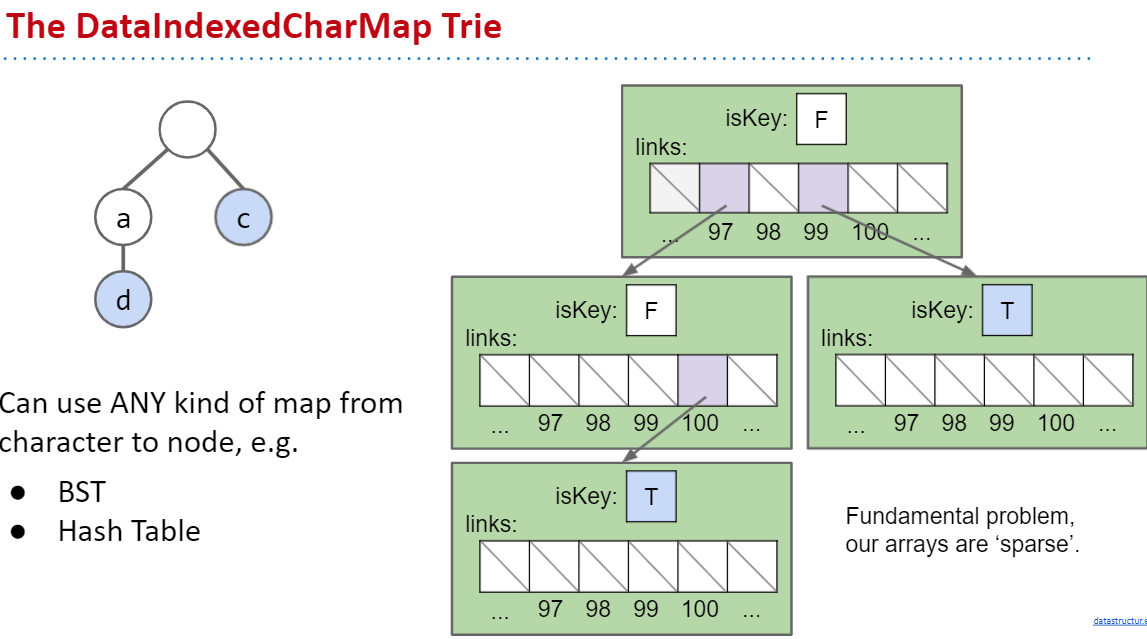 The DataIndexedCharMap Trie
a
c
d
Can use ANY kind of map from
character to node, e.g.
● BST
● Hash Table
isKey: F
links:
... 97 98 99 100 ...
isKey: F
links:
... 97 98 99 100 ...
isKey: T
links:
... 97 98 99 100 ...
isKey: T
links:
... 97 98 99 100 ...
Fundamental problem,
our arrays are ‘sparse’.